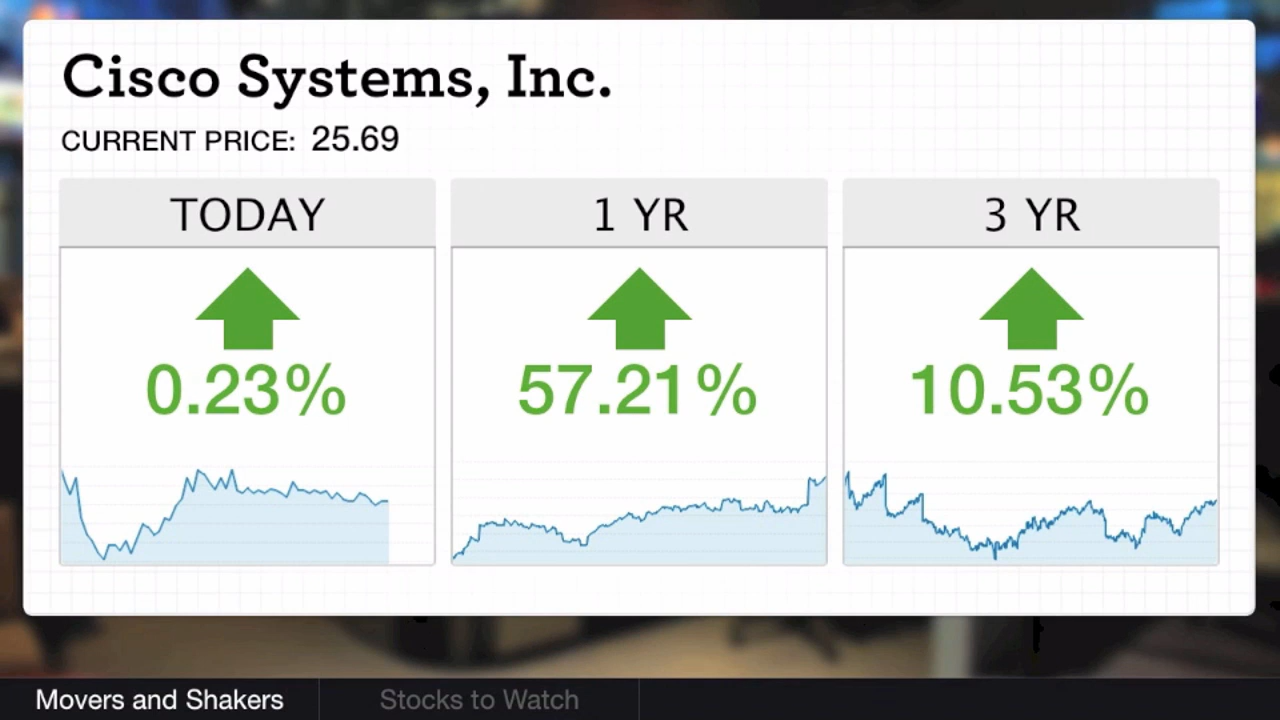 Cisco Systems, Inc.
CURRENT PRICE: 25.69
TODAY
1 YR
3 YR
0.23%
57.21%
10.53%
Movers and Shakers
Stocks to Watch